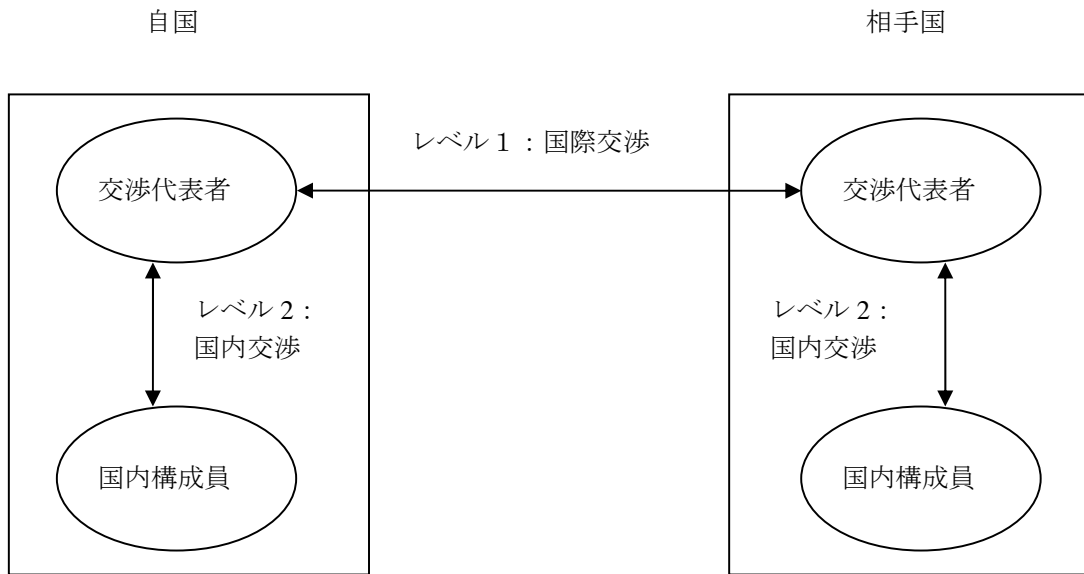 自国
相手国
レベル1：国際交渉
交渉代表者
交渉代表者
レベル2：
国内交渉
レベル2：
国内交渉
国内構成員
国内構成員